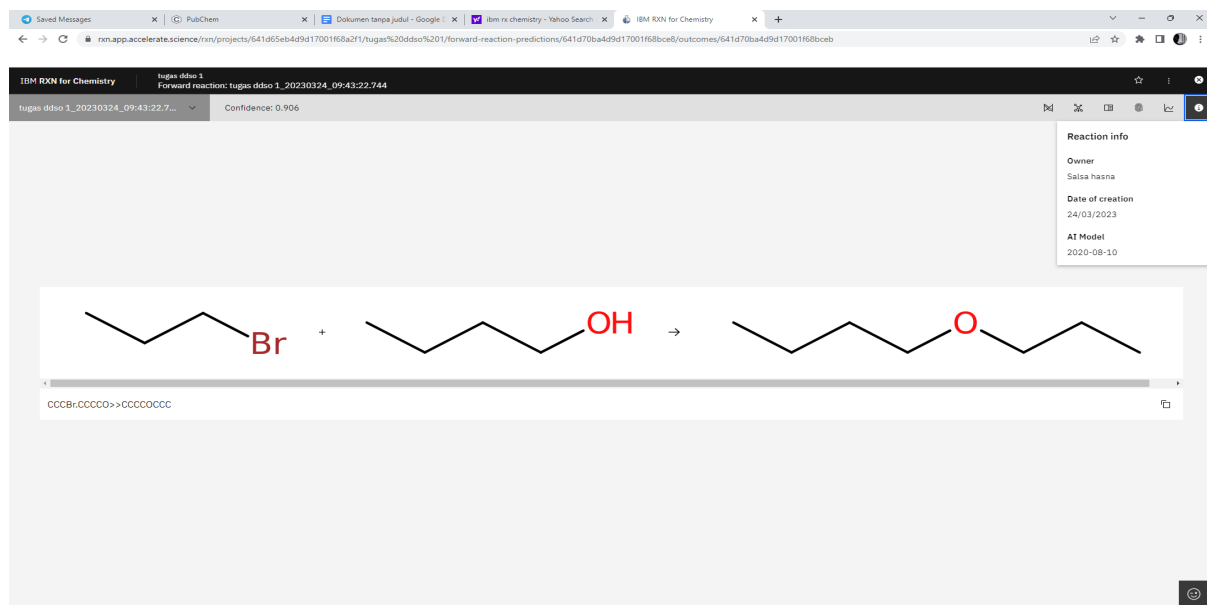 Saved Messages
PubChem
Dokumen tanpa judul - Google D
ibm rx chemistry - Yahoo Search
IBM RXN for Chemistry
rxn.app.accelerate.science/rxn/projects/641d65eb4d9d17001f68a2f1/tugas%20ddso%201/forward-reaction-predictions/641d70ba4d9d17001f68bce8/outcomes/641d70ba4d9d17001f68bceb
IBM RXN for Chemistry
tugas ddso 1
Forward reaction: tugas ddso 1_20230324_09:43:22.744
tugas ddso 1_20230324_09:43:22.7...
Confidence: 0.906
Reaction info
Owner
Salsa hasna
Date of creation
24/03/2023
AI Model
2020-08-10
Br
+
OH
→
O
CCCBr.CCCCO>>CCCCOCCC